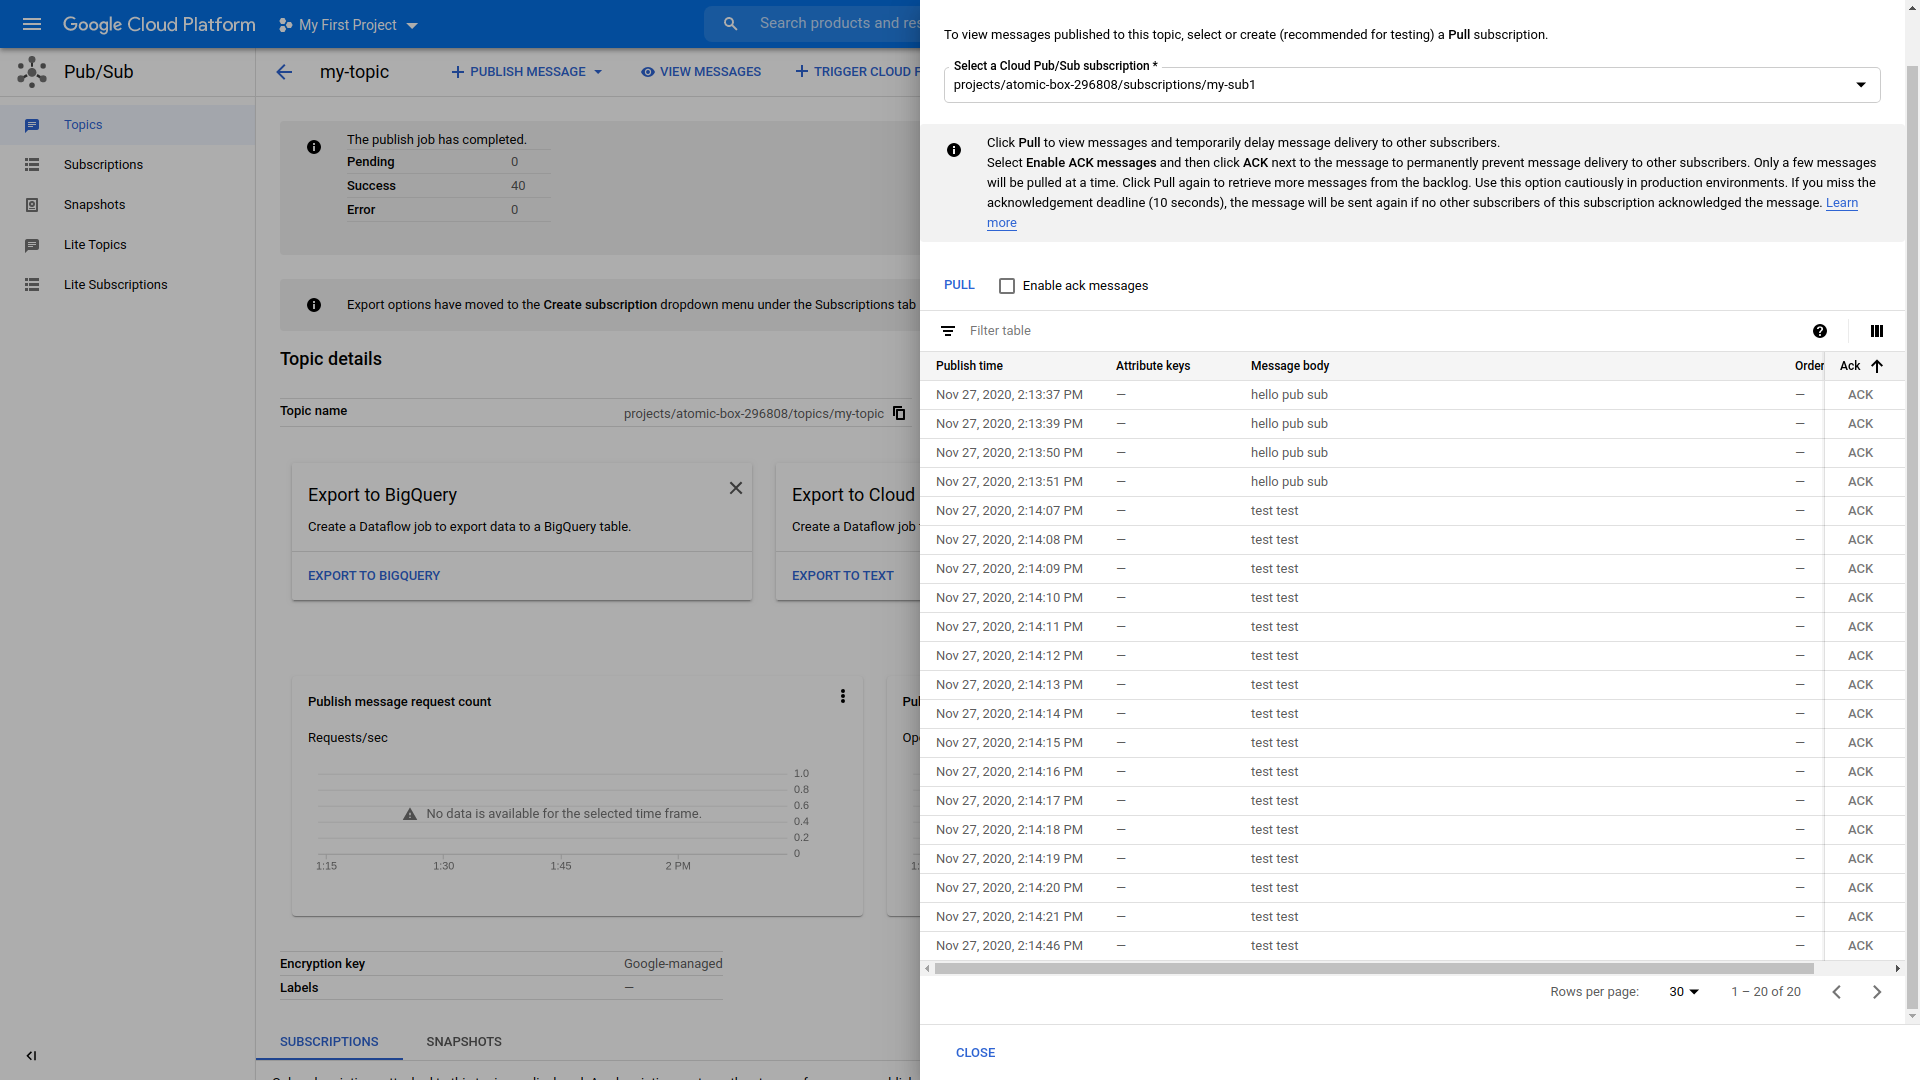 Google Cloud Platform
My First Project
Search products and res
Pub/Sub
Topics
Subscriptions
Snapshots
Lite Topics
Lite Subscriptions
my-topic
PUBLISH MESSAGE
VIEW MESSAGES
TRIGGER CLOUD F
The publish job has completed.
Pending 0
Success 40
Error 0
Export options have moved to the Create subscription dropdown menu under the Subscriptions tab
Topic details
Topic name projects/atomic-box-296808/topics/my-topic
Export to BigQuery
Create a Dataflow job to export data to a BigQuery table.
EXPORT TO BIGQUERY
Export to Cloud
Create a Dataflow job
EXPORT TO TEXT
Publish message request count
Requests/sec
1.0
0.8
0.6
0.4
0.2
0
No data is available for the selected time frame.
1:15 1:30 1:45 2 PM
Pul
Ope
1:
Encryption key Google-managed
Labels —
SUBSCRIPTIONS SNAPSHOTS
To view messages published to this topic, select or create (recommended for testing) a Pull subscription.
Select a Cloud Pub/Sub subscription *
projects/atomic-box-296808/subscriptions/my-sub1
Click Pull to view messages and temporarily delay message delivery to other subscribers.
Select Enable ACK messages and then click ACK next to the message to permanently prevent message delivery to other subscribers. Only a few messages
will be pulled at a time. Click Pull again to retrieve more messages from the backlog. Use this option cautiously in production environments. If you miss the
acknowledgement deadline (10 seconds), the message will be sent again if no other subscribers of this subscription acknowledged the message. Learn
more
PULL Enable ack messages
Filter table
Publish time Attribute keys Message body Order Ack
Nov 27, 2020, 2:13:37 PM — hello pub sub — ACK
Nov 27, 2020, 2:13:39 PM — hello pub sub — ACK
Nov 27, 2020, 2:13:50 PM — hello pub sub — ACK
Nov 27, 2020, 2:13:51 PM — hello pub sub — ACK
Nov 27, 2020, 2:14:07 PM — test test — ACK
Nov 27, 2020, 2:14:08 PM — test test — ACK
Nov 27, 2020, 2:14:09 PM — test test — ACK
Nov 27, 2020, 2:14:10 PM — test test — ACK
Nov 27, 2020, 2:14:11 PM — test test — ACK
Nov 27, 2020, 2:14:12 PM — test test — ACK
Nov 27, 2020, 2:14:13 PM — test test — ACK
Nov 27, 2020, 2:14:14 PM — test test — ACK
Nov 27, 2020, 2:14:15 PM — test test — ACK
Nov 27, 2020, 2:14:16 PM — test test — ACK
Nov 27, 2020, 2:14:17 PM — test test — ACK
Nov 27, 2020, 2:14:18 PM — test test — ACK
Nov 27, 2020, 2:14:19 PM — test test — ACK
Nov 27, 2020, 2:14:20 PM — test test — ACK
Nov 27, 2020, 2:14:21 PM — test test — ACK
Nov 27, 2020, 2:14:46 PM — test test — ACK
Rows per page: 30 1 – 20 of 20
CLOSE